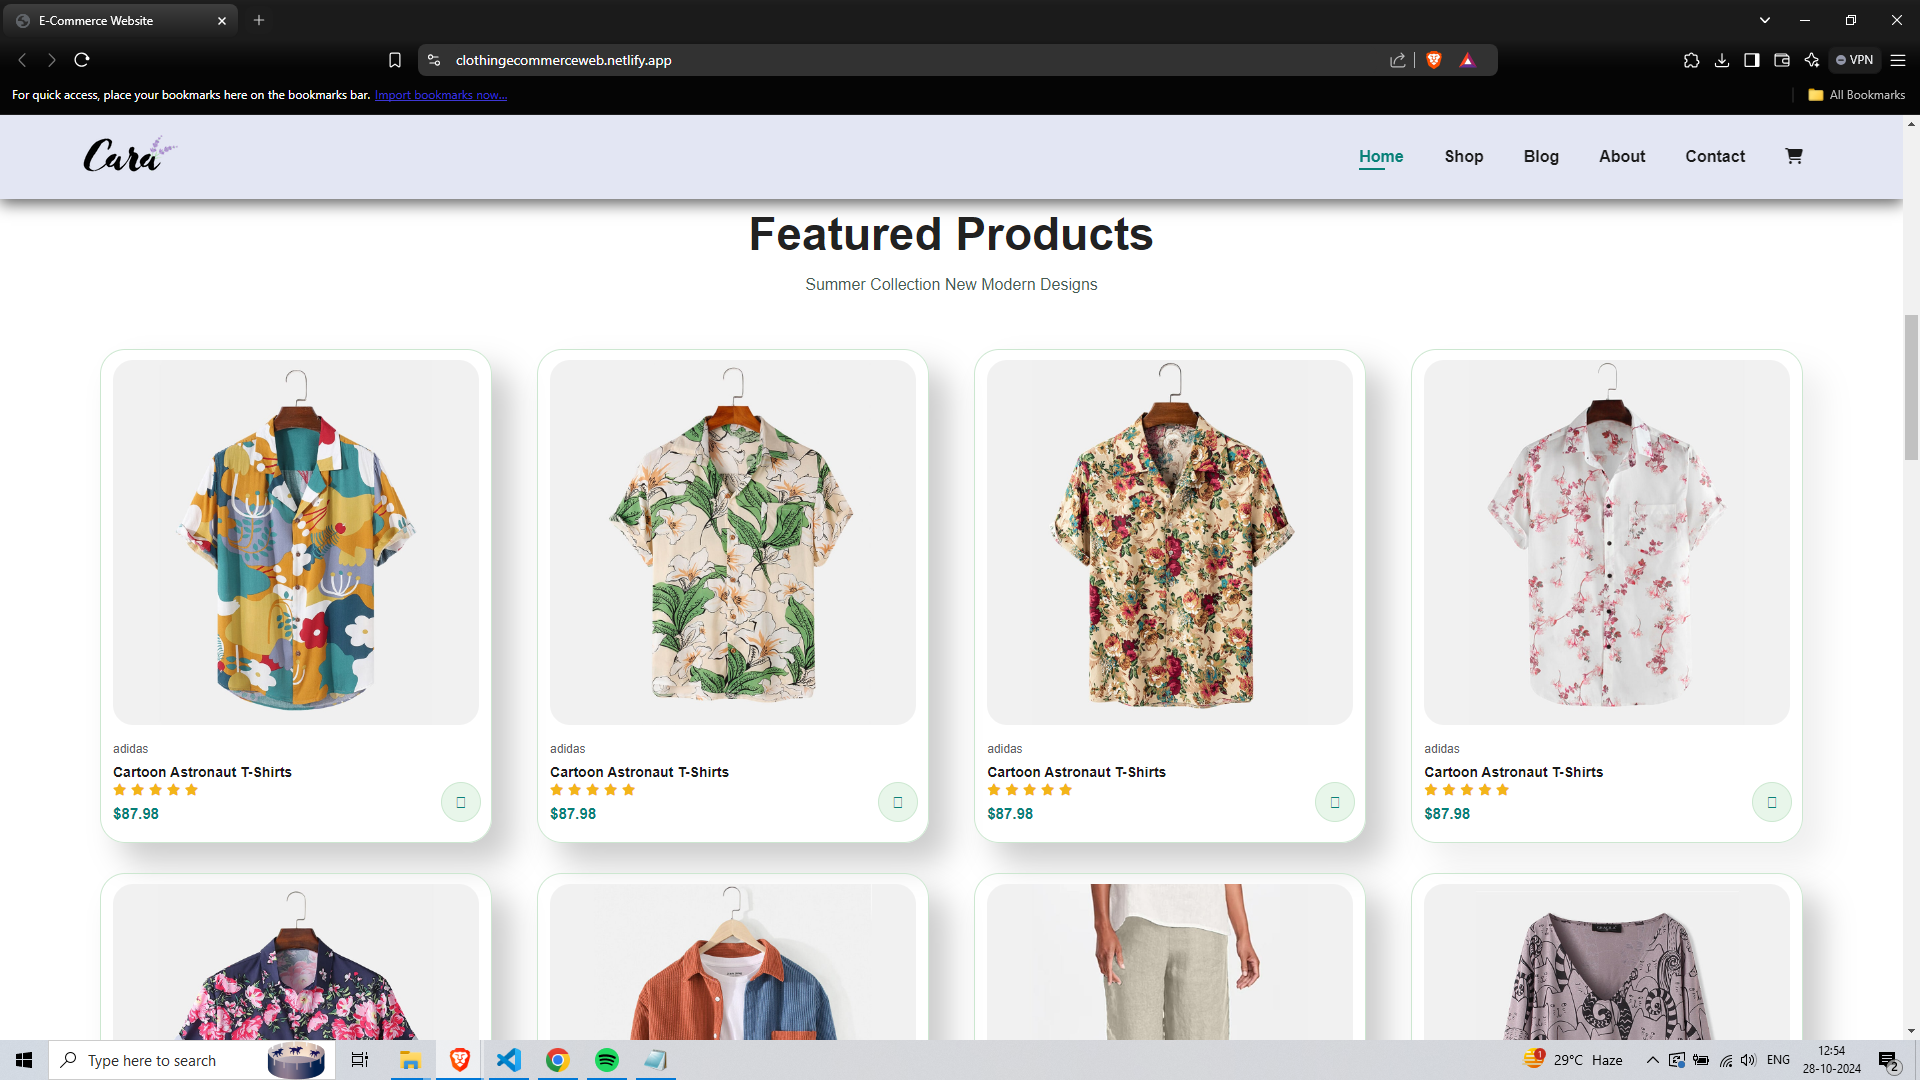 E-Commerce Website
clothingecommerceweb.netlify.app
VPN
For quick access, place your bookmarks here on the bookmarks bar. Import bookmarks now...
All Bookmarks
Cara
Home Shop Blog About Contact
Featured Products
Summer Collection New Modern Designs
adidas adidas adidas adidas
Cartoon Astronaut T-Shirts Cartoon Astronaut T-Shirts Cartoon Astronaut T-Shirts Cartoon Astronaut T-Shirts
$87.98 $87.98 $87.98 $87.98
Type here to search
1
29°C Haze
ENG
12:54
28-10-2024
2